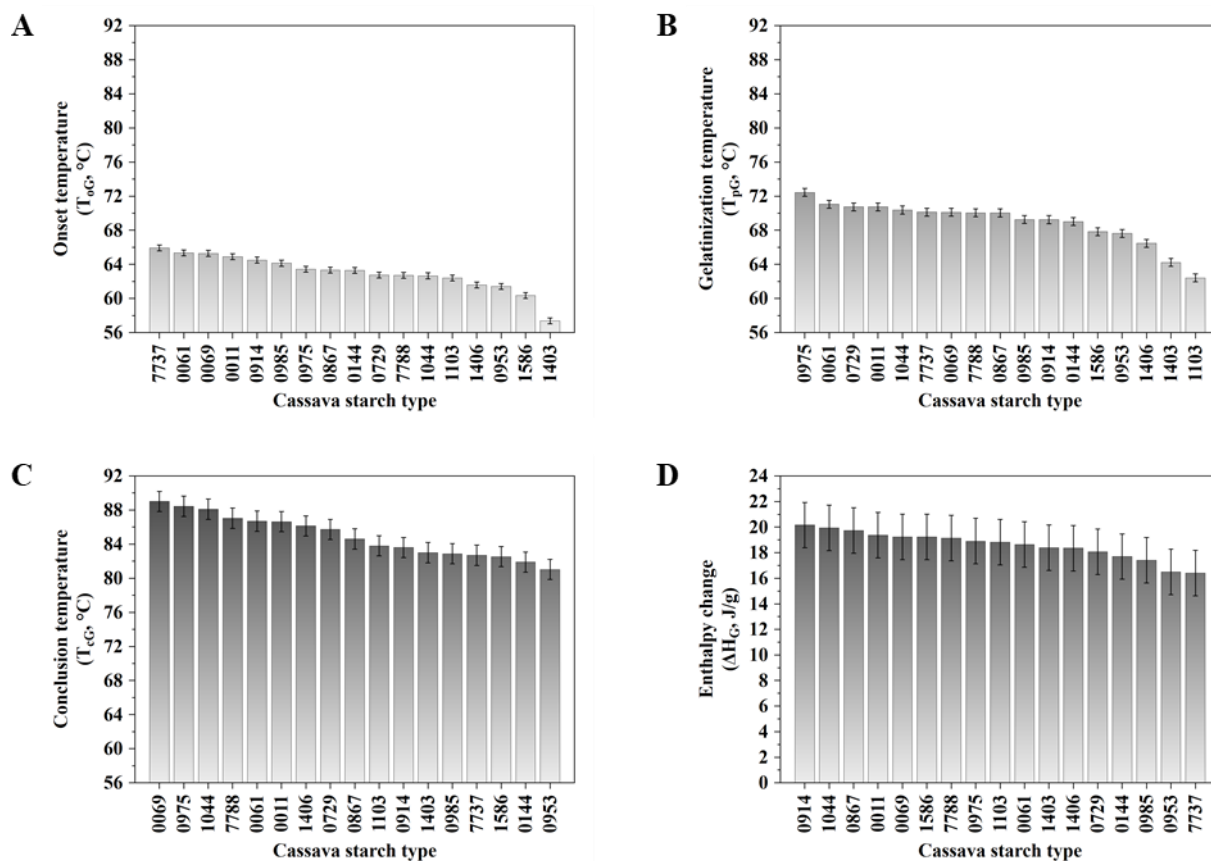 A
Onset temperature
(ToG, °C)
92
88
84
80
76
72
68
64
60
56
7737 0061 0069 0011 0914 0985 0975 0867 0144 0729 7788 1044 1103 1406 0953 1586 1403
Cassava starch type
B
Gelatinization temperature
(TpG, °C)
92
88
84
80
76
72
68
64
60
56
0975 0061 0729 0011 1044 7737 0069 7788 0867 0985 0914 0144 1586 0953 1406 1403 1103
Cassava starch type
C
Conclusion temperature
(TcG, °C)
92
88
84
80
76
72
68
64
60
56
0069 0975 1044 7788 0061 0011 1406 0729 0867 1103 0914 1403 0985 7737 1586 0144 0953
Cassava starch type
D
Enthalpy change
(ΔHG, J/g)
24
22
20
18
16
14
12
10
8
6
4
2
0
0914 1044 0867 0011 0069 1586 7788 0975 1103 0061 1403 1406 0729 0144 0985 0953 7737
Cassava starch type